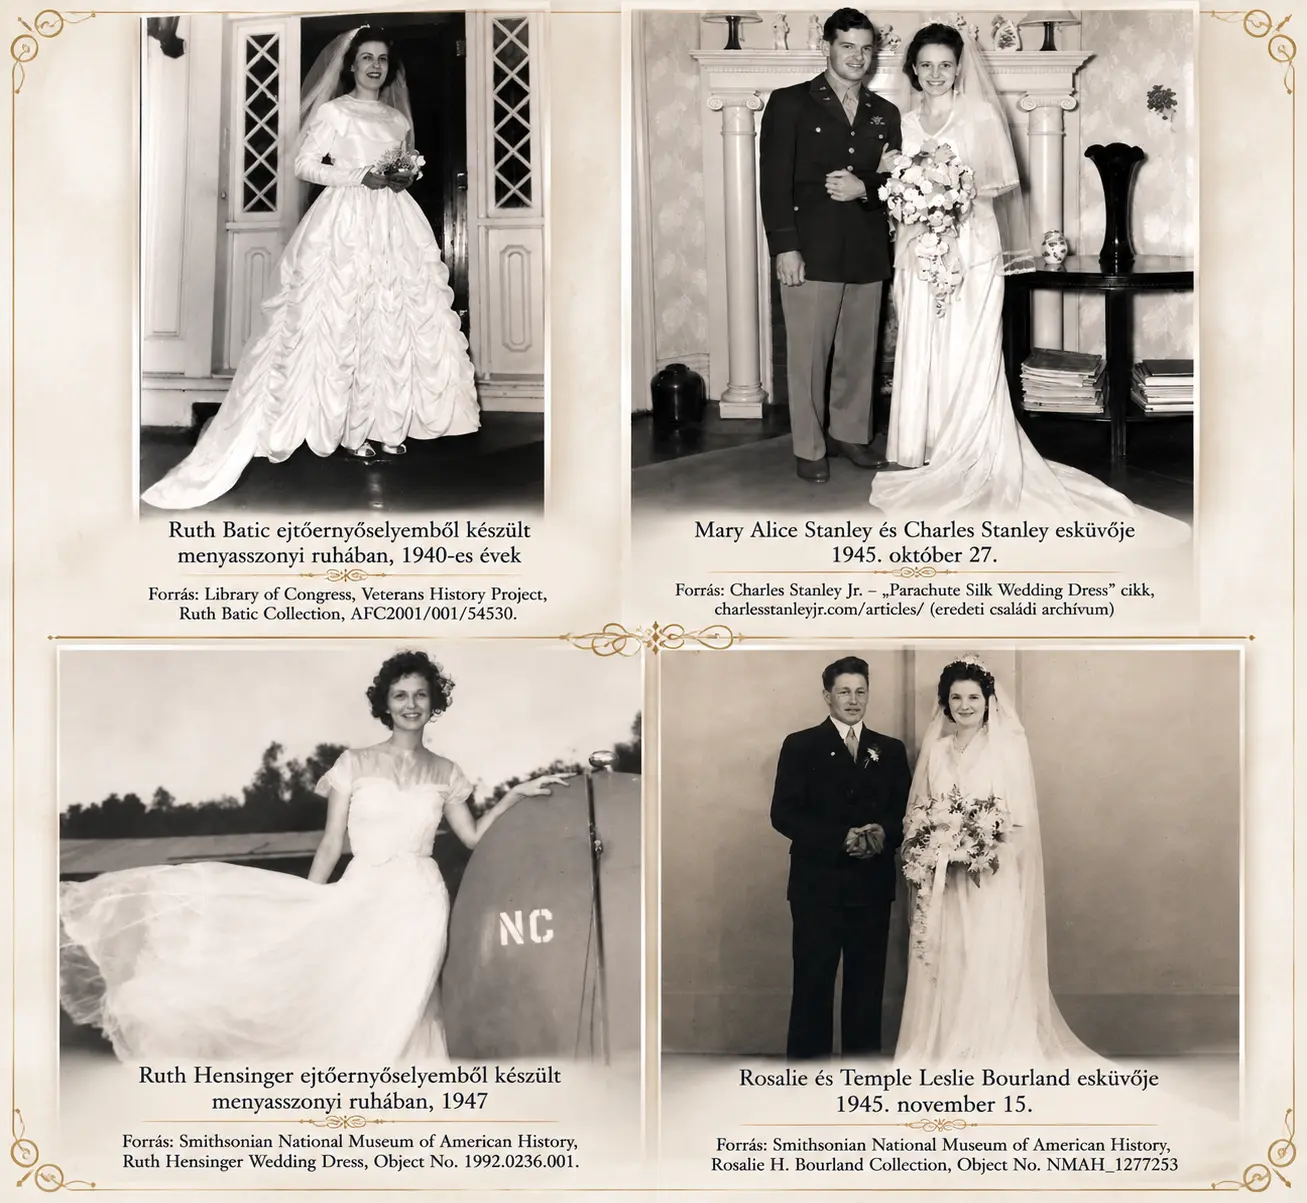 Ruth Batic ejtőernyőselyemből készült
menyasszonyi ruhában, 1940-es évek
Forrás: Library of Congress, Veterans History Project,
Ruth Batic Collection, AFC2001/001/54530.
Mary Alice Stanley és Charles Stanley esküvője
1945. október 27.
Forrás: Charles Stanley Jr. – „Parachute Silk Wedding Dress” cikk,
charlesstanleyjr.com/articles/ (eredeti családi archívum)
NC
Ruth Hensinger ejtőernyőselyemből készült
menyasszonyi ruhában, 1947
Forrás: Smithsonian National Museum of American History,
Ruth Hensinger Wedding Dress, Object No. 1992.0236.001.
Rosalie és Temple Leslie Bourland esküvője
1945. november 15.
Forrás: Smithsonian National Museum of American History,
Rosalie H. Bourland Collection, Object No. NMAH_1277253